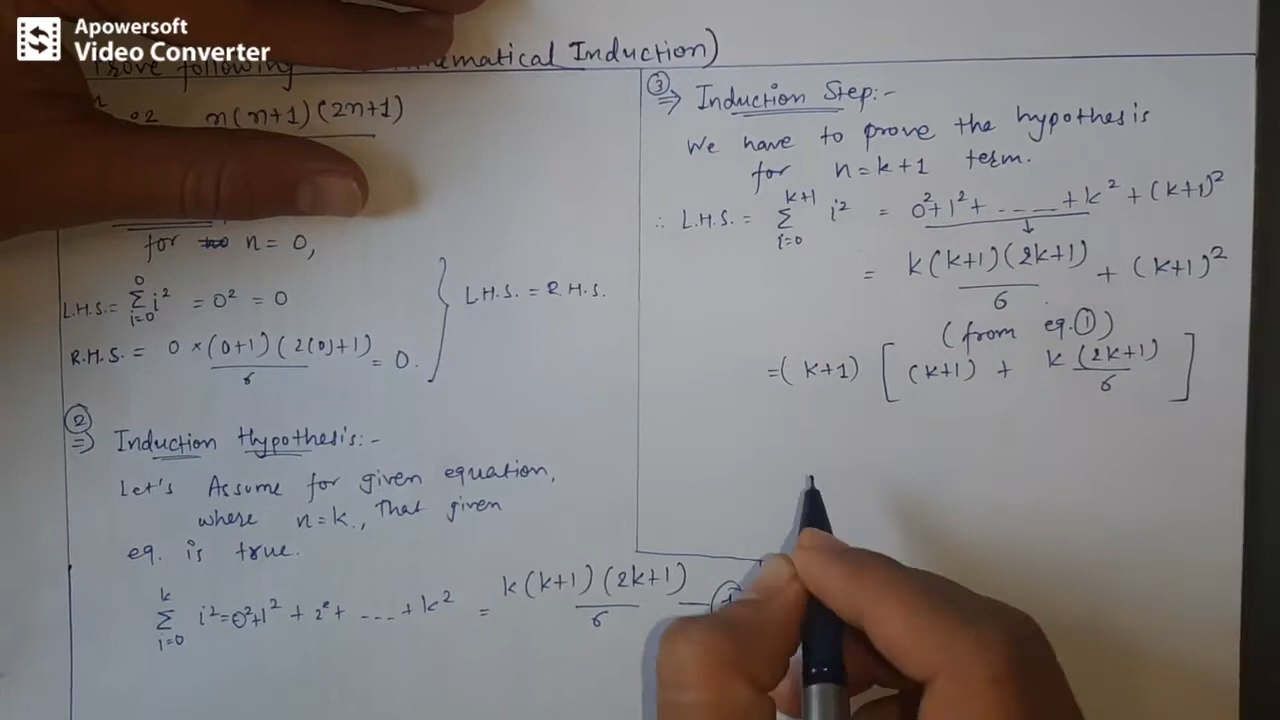 Apowersoft
Video Converter
Prove following mathematical Induction)
n(n+1)(2n+1)
for n=0,
L.H.S.= 0 Σ i=0 i² = 0² = 0
R.H.S. = 0×(0+1)(2(0)+1)/6 = 0.
} L.H.S. = R.H.S.
②
⇒ Induction Hypothesis:-
Let's Assume for given equation,
where n=k, That given
eq. is true.
k Σ i=0 i²=0²+1²+2²+ ... +k² = k(k+1)(2k+1)/6 — ①
③
⇒ Induction Step:-
We have to prove the hypothesis
for n=k+1 term.
∴ L.H.S. = k+1 Σ i=0 i² = 0²+1²+ ..... +k²+(k+1)²
↓
= k(k+1)(2k+1)/6 + (k+1)²
(from eq.①)
=(k+1) [ (k+1) + k(2k+1)/6 ]